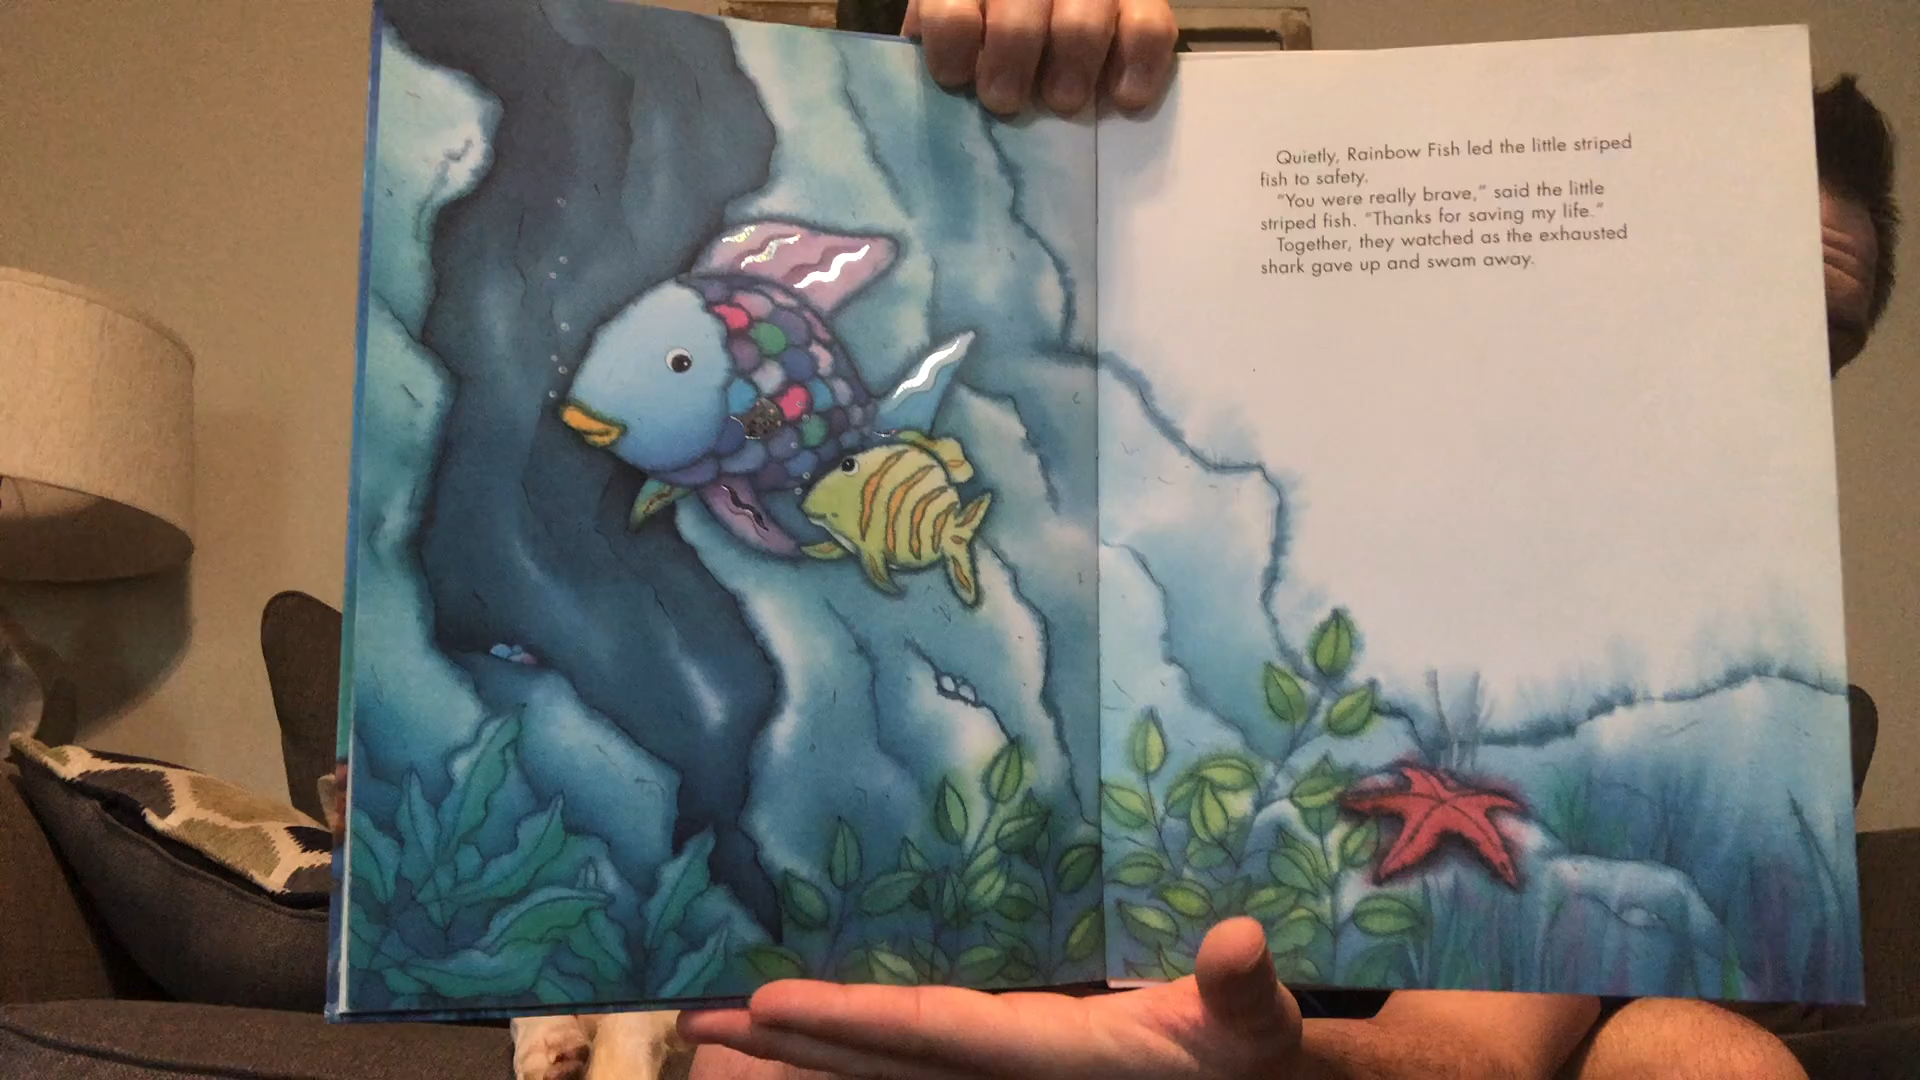 Quietly, Rainbow Fish led the little striped
fish to safety.
"You were really brave," said the little
striped fish. "Thanks for saving my life."
Together, they watched as the exhausted
shark gave up and swam away.